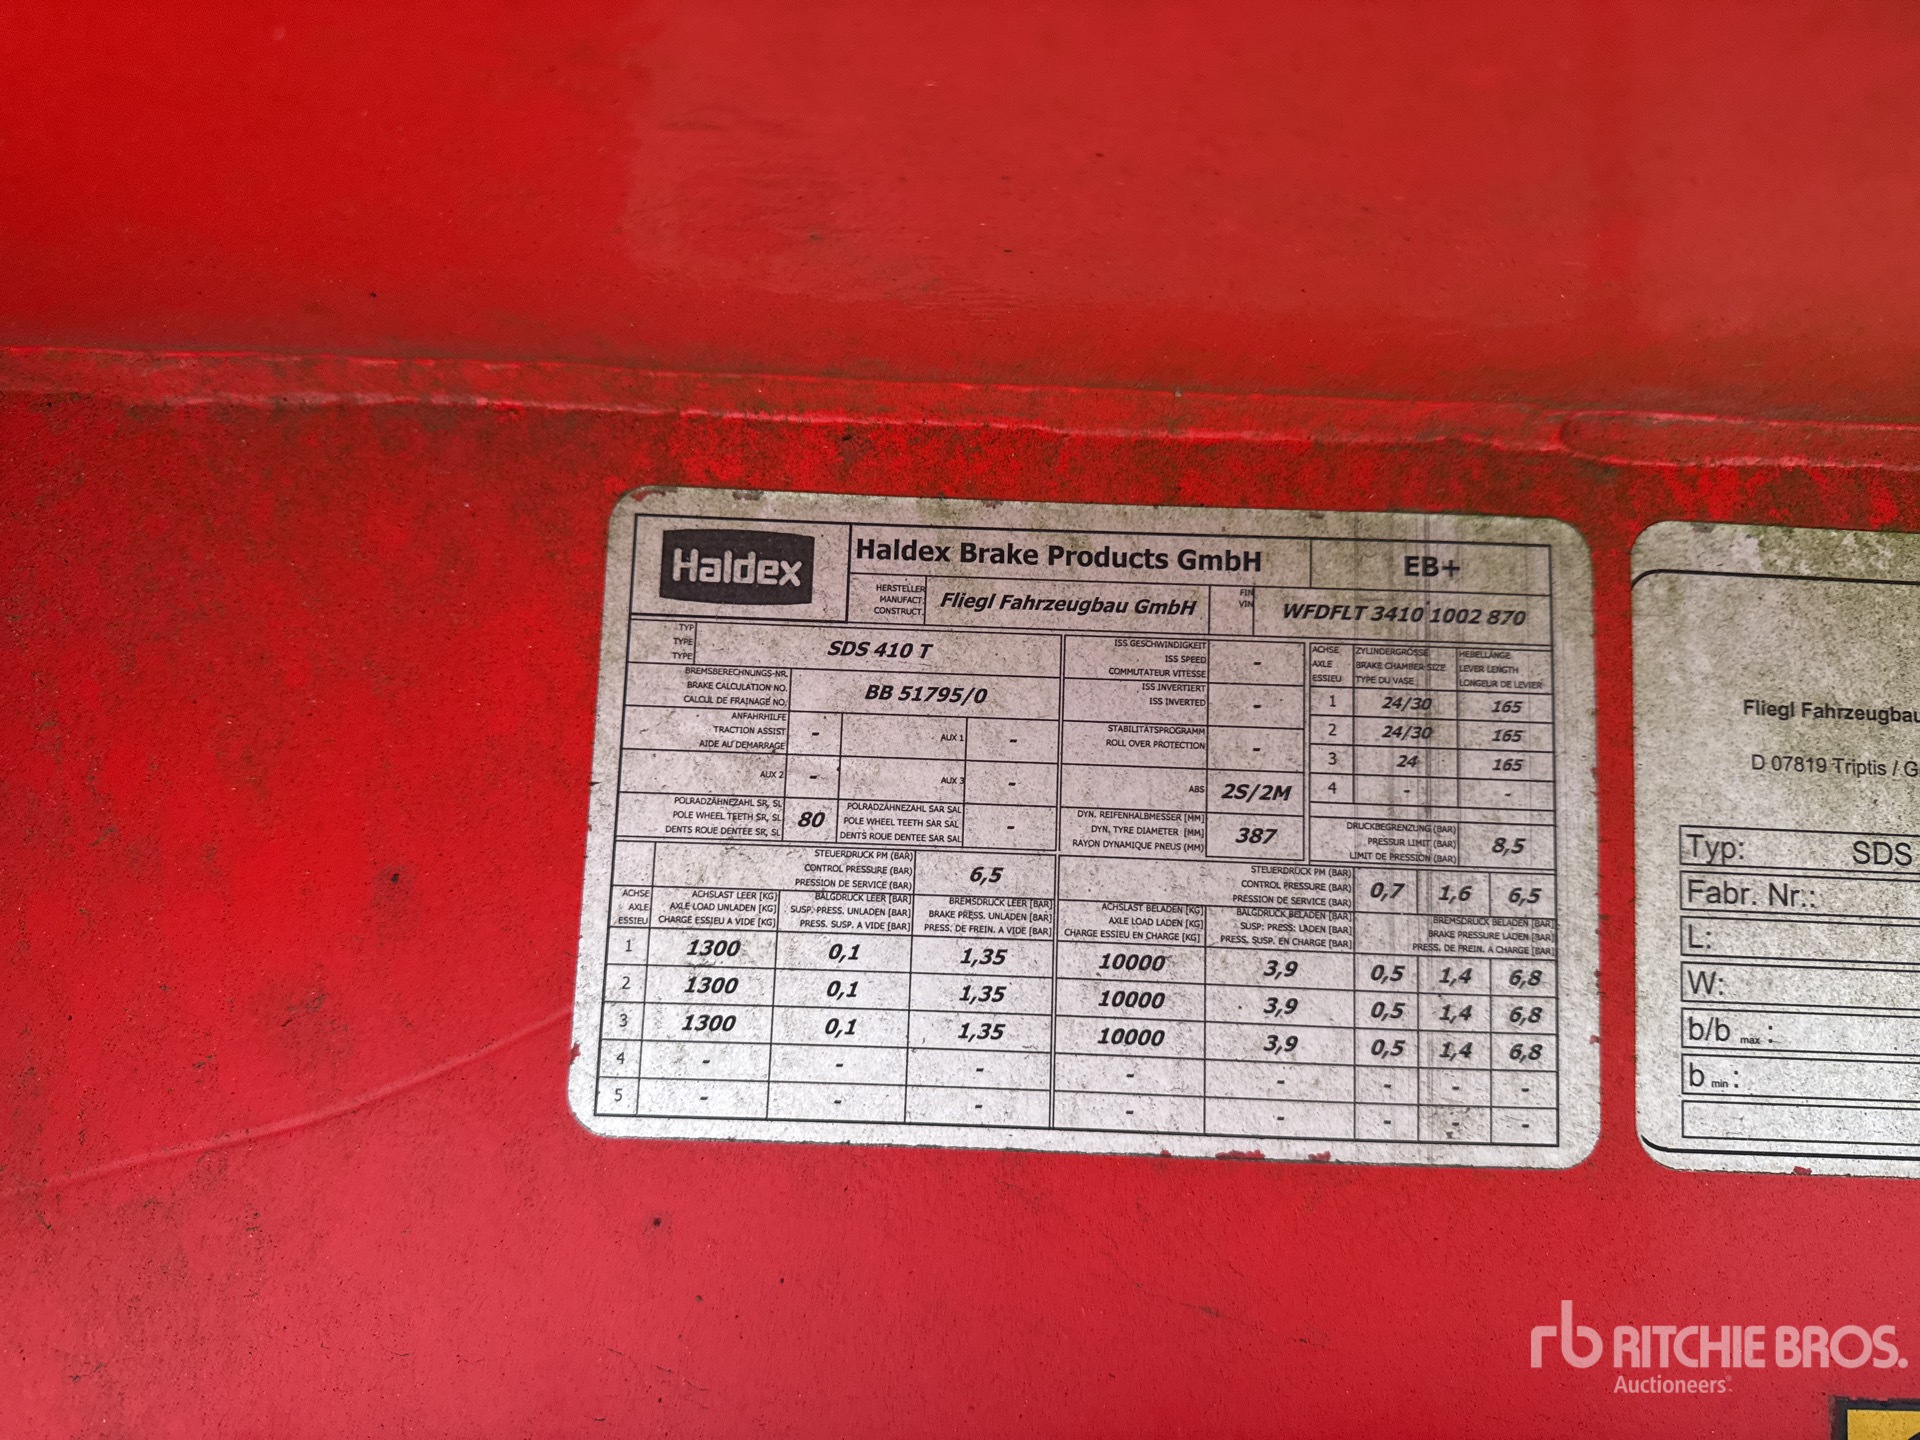 Haldex
Haldex Brake Products GmbH
EB+
HERSTELLER
MANUFACT.
CONSTRUCT.
Fliegl Fahrzeugbau GmbH
FIN
VIN
WFDFLT 3410 1002 870
TYP
TYPE
TYPE
SDS 410 T
BREMSBERECHNUNGS-NR.
BRAKE CALCULATION NO.
CALCUL DE FRAINAGE NO.
BB 51795/0
ANFAHRHILFE
TRACTION ASSIST
AIDE AU DEMARRAGE
-
AUX 1
-
AUX 2
-
AUX 3
-
POLRADZÄHNEZAHL SR, SL
POLE WHEEL TEETH SR, SL
DENTS ROUE DENTEE SR, SL
80
POLRADZÄHNEZAHL SAR SAL
POLE WHEEL TEETH SAR SAL
DENTS ROUE DENTEE SAR SAL
-
ISS GESCHWINDIGKEIT
ISS SPEED
COMMUTATEUR VITESSE
-
ISS INVERTIERT
ISS INVERTED
-
STABILITÄTSPROGRAMM
ROLL OVER PROTECTION
-
ABS
2S/2M
DYN. REIFENHALBMESSER [MM]
DYN. TYRE DIAMETER [MM]
RAYON DYNAMIQUE PNEUS (MM)
387
ACHSE
AXLE
ESSIEU
ZYLINDERGRÖSSE
BRAKE CHAMBER SIZE
TYPE DU VASE
HEBELLÄNGE
LEVER LENGTH
LONGEUR DE LEVIER
1 24/30 165
2 24/30 165
3 24 165
4 - -
DRUCKBEGRENZUNG (BAR)
PRESSUR LIMIT (BAR)
LIMIT DE PRESSION (BAR)
8,5
STEUERDRUCK PM (BAR)
CONTROL PRESSURE (BAR)
PRESSION DE SERVICE (BAR)
6,5
STEUERDRUCK PM (BAR)
CONTROL PRESSURE (BAR)
PRESSION DE SERVICE (BAR)
0,7 1,6 6,5
ACHSE
AXLE
ESSIEU
ACHSLAST LEER [KG]
AXLE LOAD UNLADEN [KG]
CHARGE ESSIEU A VIDE [KG]
BALGDRUCK LEER [BAR]
SUSP. PRESS. UNLADEN [BAR]
PRESS. SUSP. A VIDE [BAR]
BREMSDRUCK LEER [BAR]
BRAKE PRESS. UNLADEN [BAR]
PRESS. DE FREIN. A VIDE [BAR]
ACHSLAST BELADEN [KG]
AXLE LOAD LADEN [KG]
CHARGE ESSIEU EN CHARGE [KG]
BALGDRUCK BELADEN [BAR]
SUSP. PRESS. LADEN [BAR]
PRESS. SUSP. EN CHARGE [BAR]
BREMSDRUCK BELADEN [BAR]
BRAKE PRESSURE LADEN [BAR]
PRESS. DE FREIN. A CHARGE [BAR]
1 1300 0,1 1,35 10000 3,9 0,5 1,4 6,8
2 1300 0,1 1,35 10000 3,9 0,5 1,4 6,8
3 1300 0,1 1,35 10000 3,9 0,5 1,4 6,8
4 - - - - - - - -
5 - - - - - - - -
Fliegl Fahrzeugbau
D 07819 Triptis / G
Typ: SDS
Fabr. Nr.:
L:
W:
b/b max :
b min :
rb RITCHIE BROS.
Auctioneers